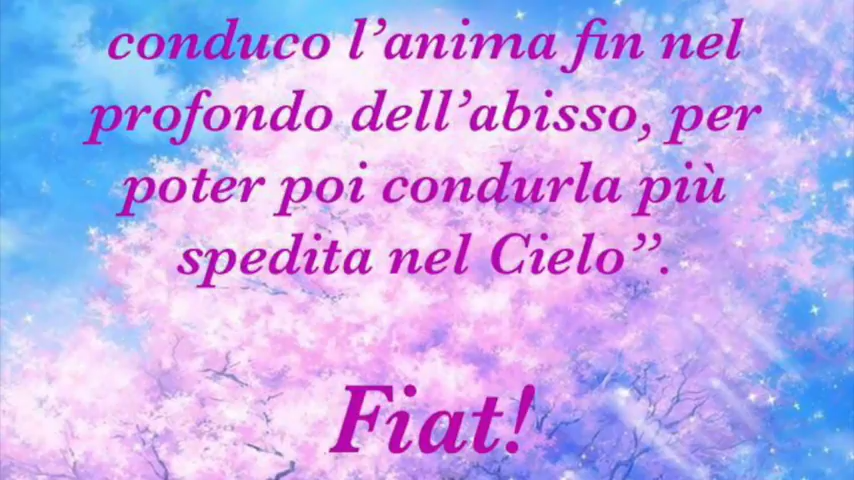 conduco l’anima fin nel
profondo dell’abisso, per
poter poi condurla più
spedita nel Cielo”.
Fiat!